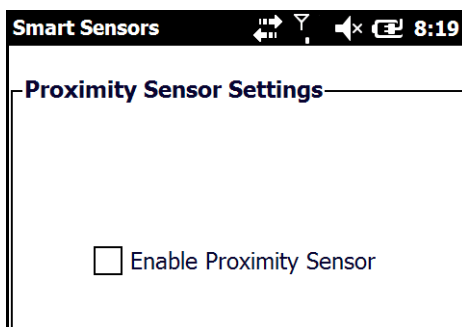 Smart Sensors 8:19
Proximity Sensor Settings
Enable Proximity Sensor